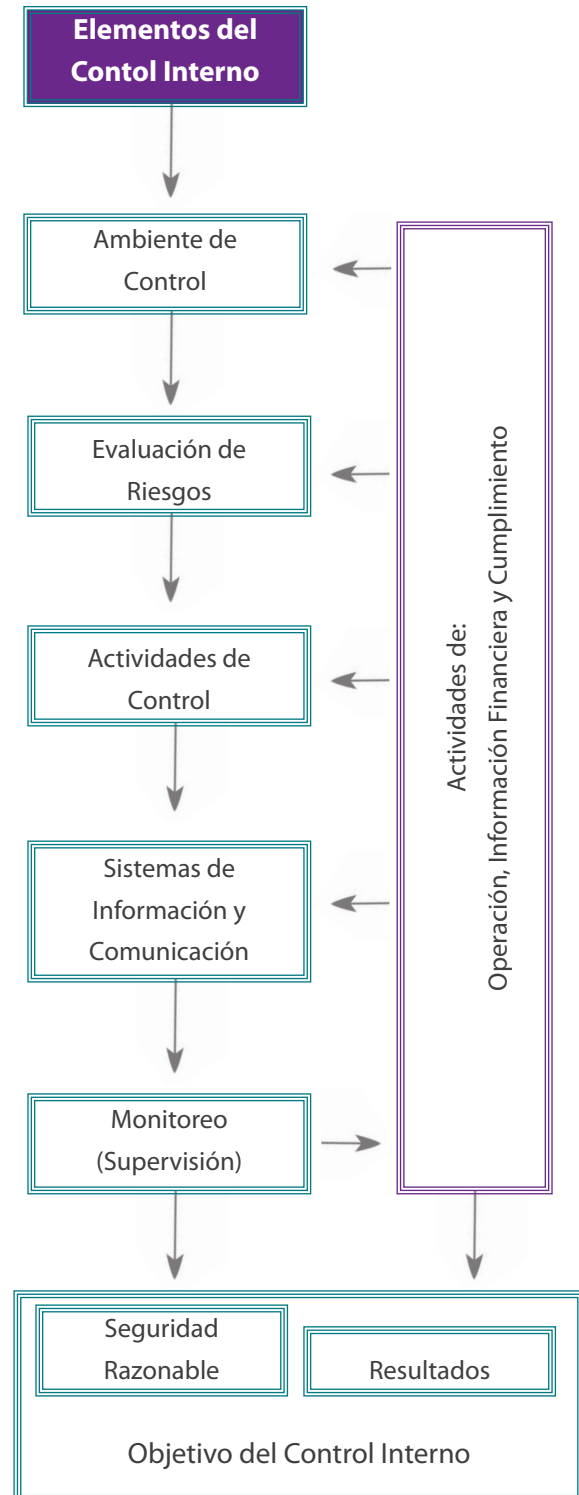 Elementos del
Contol Interno
Ambiente de
Control
Evaluación de
Riesgos
Actividades de
Control
Sistemas de
Información y
Comunicación
Monitoreo
(Supervisión)
Actividades de:
Operación, Información Financiera y Cumplimiento
Seguridad
Razonable
Resultados
Objetivo del Control Interno